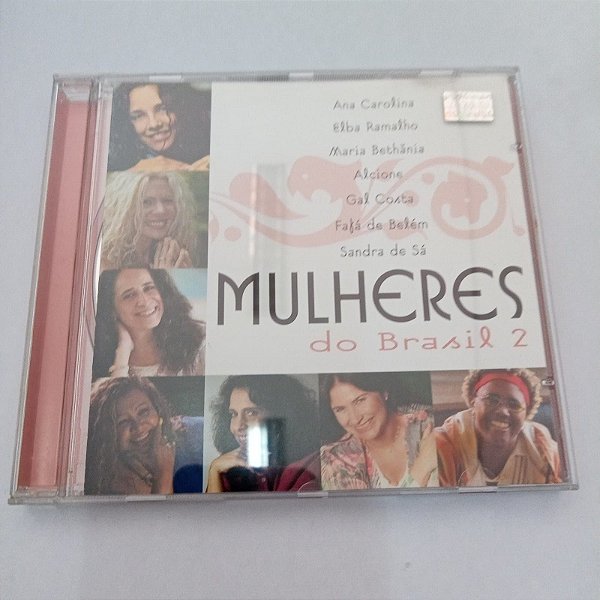 Ana Carolina
Elba Ramalho
Maria Bethânia
Alcione
Gal Costa
Fafá de Belém
Sandra de Sá
MULHERES
do Brasil 2